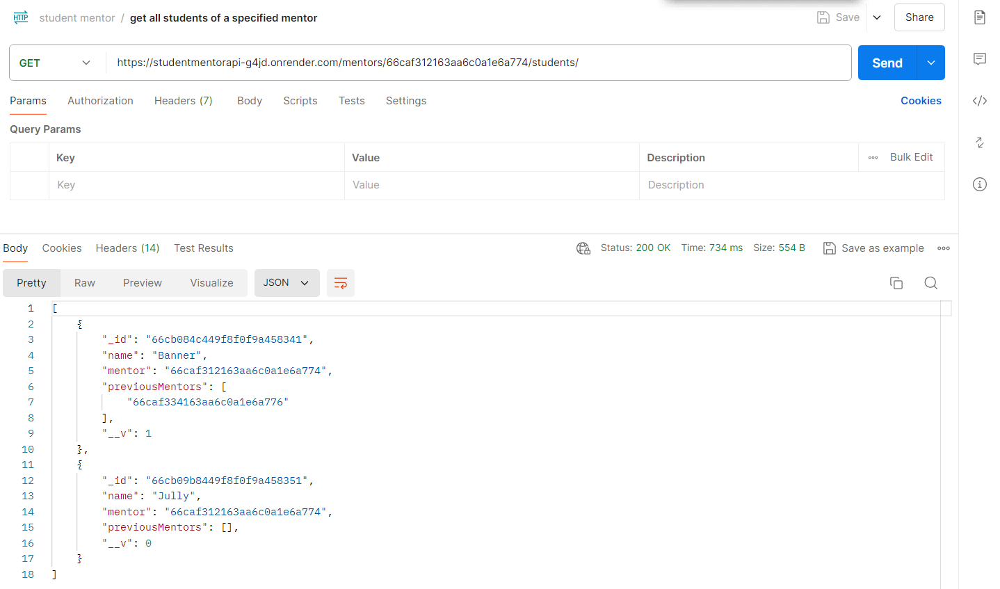 HTTP student mentor / get all students of a specified mentor Save Share
GET https://studentmentorapi-g4jd.onrender.com/mentors/66caf312163aa6c0a1e6a774/students/ Send
Params Authorization Headers (7) Body Scripts Tests Settings Cookies
Query Params
Key Value Description Bulk Edit
Key Value Description
Body Cookies Headers (14) Test Results Status: 200 OK Time: 734 ms Size: 554 B Save as example
Pretty Raw Preview Visualize JSON
1 [
2 {
3 "_id": "66cb084c449f8f0f9a458341",
4 "name": "Banner",
5 "mentor": "66caf312163aa6c0a1e6a774",
6 "previousMentors": [
7 "66caf334163aa6c0a1e6a776"
8 ],
9 "__v": 1
10 },
11 {
12 "_id": "66cb09b8449f8f0f9a458351",
13 "name": "Jully",
14 "mentor": "66caf312163aa6c0a1e6a774",
15 "previousMentors": [],
16 "__v": 0
17 }
18 ]